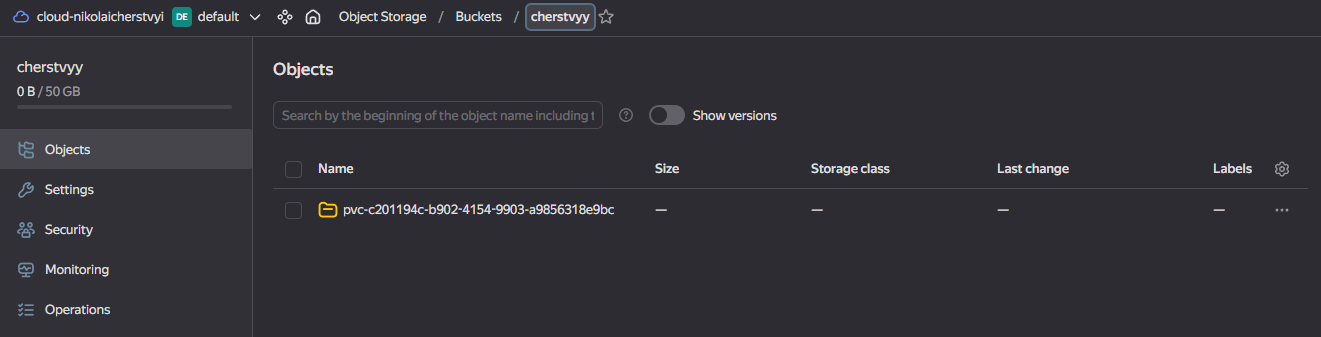 cloud-nikolaicherstvyi DE default Object Storage / Buckets / cherstvyy
cherstvyy
0 B / 50 GB
Objects
Settings
Security
Monitoring
Operations
Objects
Search by the beginning of the object name including
Show versions
Name Size Storage class Last change Labels
pvc-c201194c-b902-4154-9903-a9856318e9bc — — — —